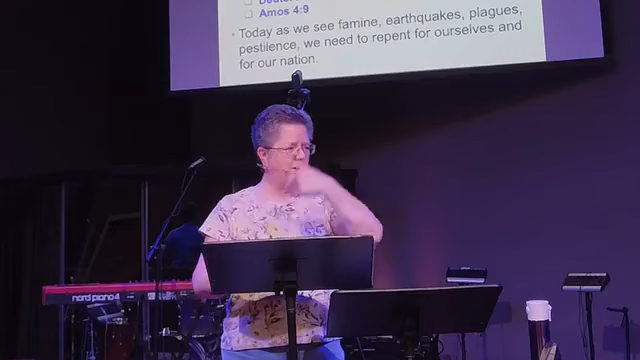 Amos 4:9
Today as we see famine, earthquakes, plagues,
pestilence, we need to repent for ourselves and
for our nation.
nord piano 4